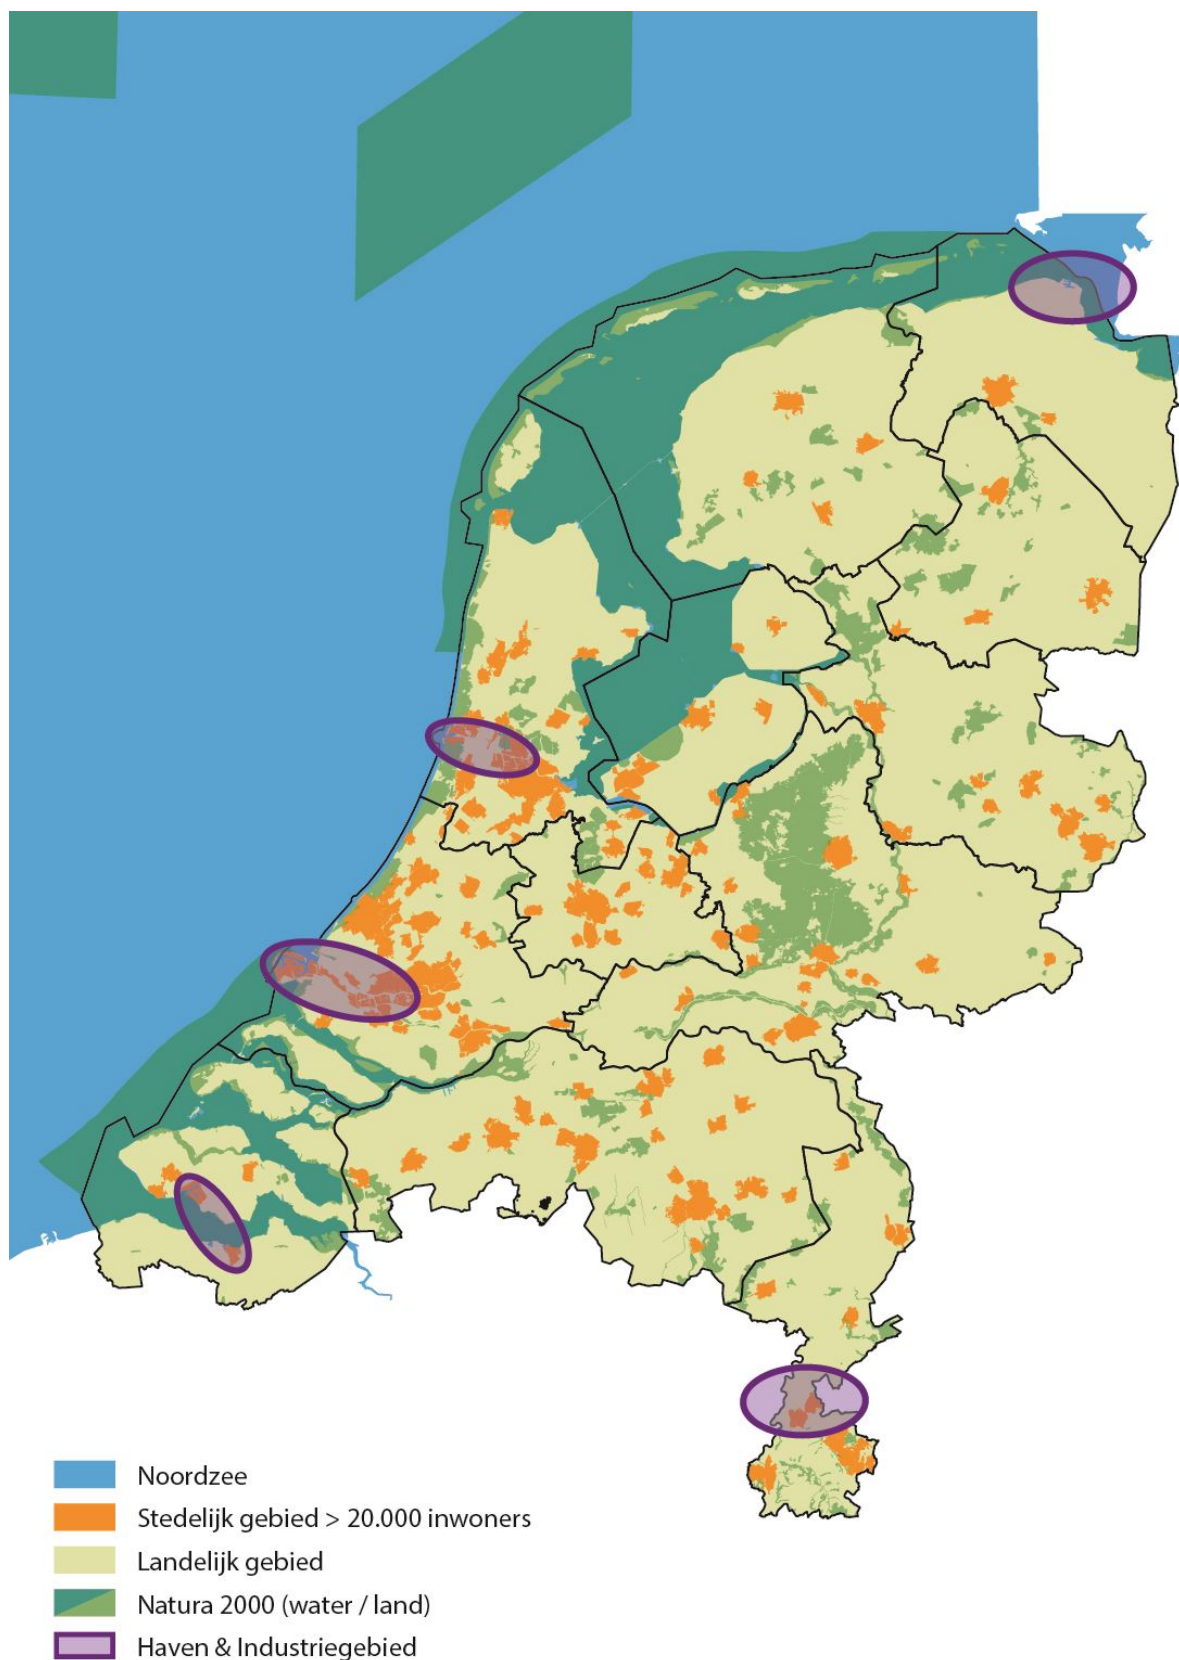 Noordzee
Stedelijk gebied > 20.000 inwoners
Landelijk gebied
Natura 2000 (water / land)
Haven & Industriegebied